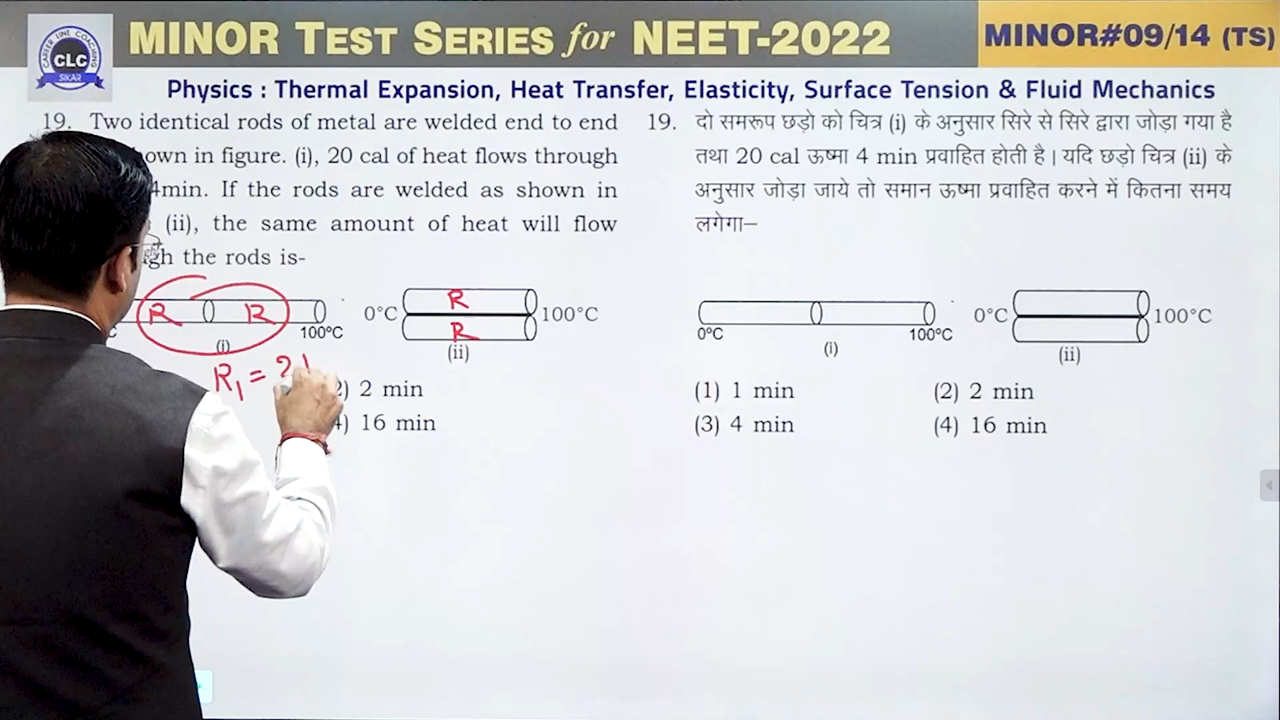 CAREER LINE COACHING
CLC
SIKAR
MINOR TEST SERIES for NEET-2022
MINOR#09/14 (TS)
Physics : Thermal Expansion, Heat Transfer, Elasticity, Surface Tension & Fluid Mechanics
19. Two identical rods of metal are welded end to end
own in figure. (i), 20 cal of heat flows through
4min. If the rods are welded as shown in
(ii), the same amount of heat will flow
gh the rods is-
R R
100°C
(i)
0°C
R
R
100°C
(ii)
R₁ = 2
2) 2 min
4) 16 min
19. दो समरूप छड़ो को चित्र (i) के अनुसार सिरे से सिरे द्वारा जोड़ा गया है
तथा 20 cal ऊष्मा 4 min प्रवाहित होती है। यदि छड़ो चित्र (ii) के
अनुसार जोड़ा जाये तो समान ऊष्मा प्रवाहित करने में कितना समय
लगेगा–
0°C 100°C
(i)
0°C 100°C
(ii)
(1) 1 min (2) 2 min
(3) 4 min (4) 16 min